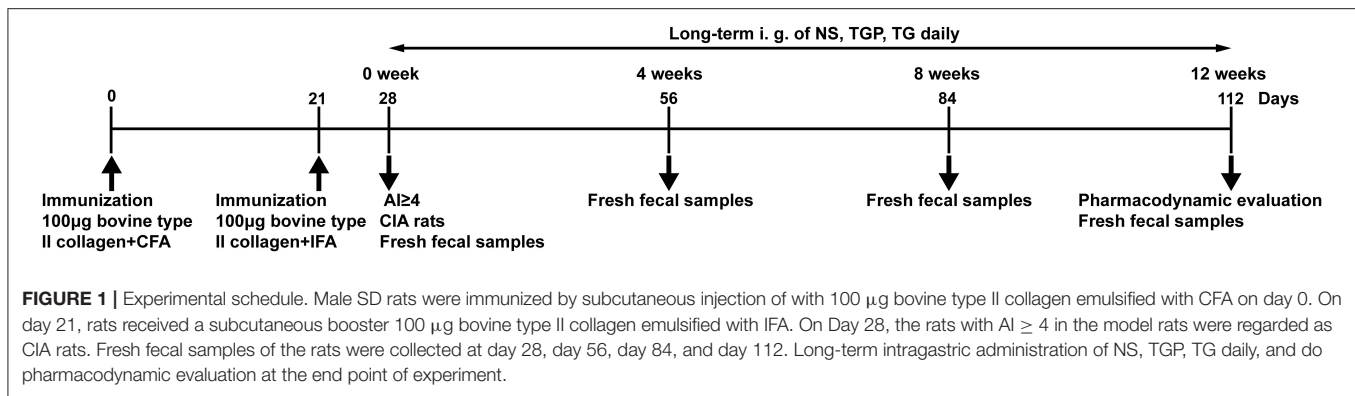 Long-term i. g. of NS, TGP, TG daily
0 week 4 weeks 8 weeks 12 weeks
0 21 28 56 84 112 Days
Immunization
100μg bovine type
II collagen+CFA
Immunization
100μg bovine type
II collagen+IFA
AI≥4
CIA rats
Fresh fecal samples
Fresh fecal samples
Fresh fecal samples
Pharmacodynamic evaluation
Fresh fecal samples
FIGURE 1 | Experimental schedule. Male SD rats were immunized by subcutaneous injection of with 100 μg bovine type II collagen emulsified with CFA on day 0. On
day 21, rats received a subcutaneous booster 100 μg bovine type II collagen emulsified with IFA. On Day 28, the rats with AI ≥ 4 in the model rats were regarded as
CIA rats. Fresh fecal samples of the rats were collected at day 28, day 56, day 84, and day 112. Long-term intragastric administration of NS, TGP, TG daily, and do
pharmacodynamic evaluation at the end point of experiment.